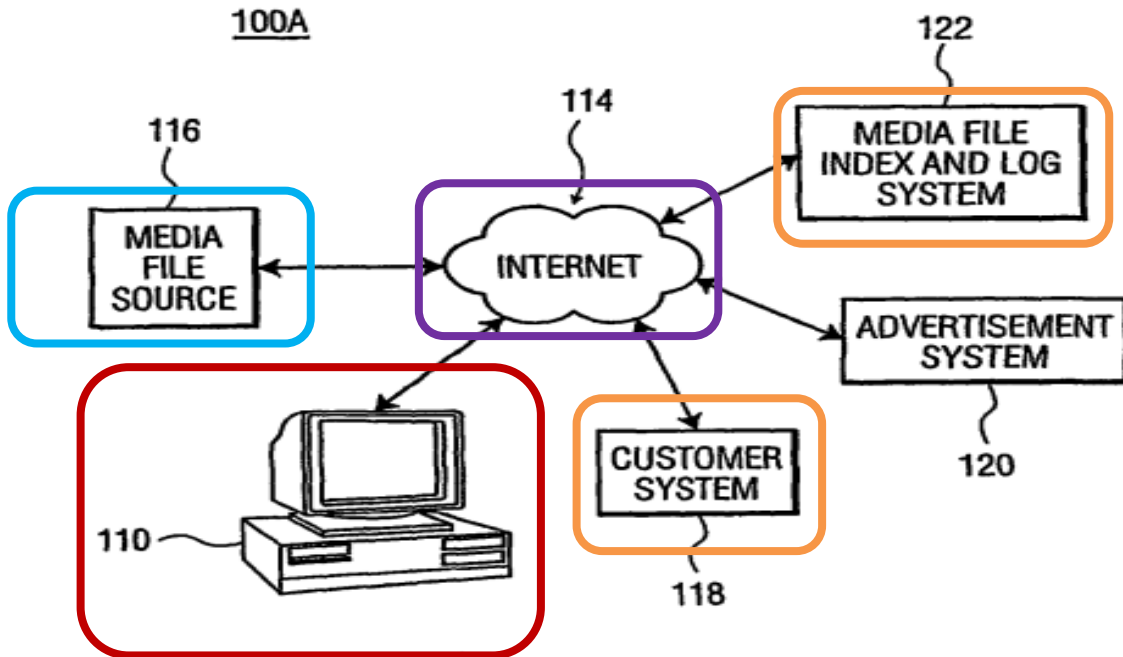 100A
122
114
116
MEDIA FILE
INDEX AND LOG
SYSTEM
MEDIA
FILE
SOURCE
INTERNET
ADVERTISEMENT
SYSTEM
120
CUSTOMER
SYSTEM
110
118